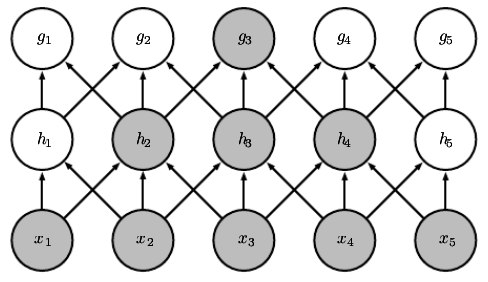 g₁ g₂ g₃ g₄ g₅
h₁ h₂ h₃ h₄ h₅
x₁ x₂ x₃ x₄ x₅